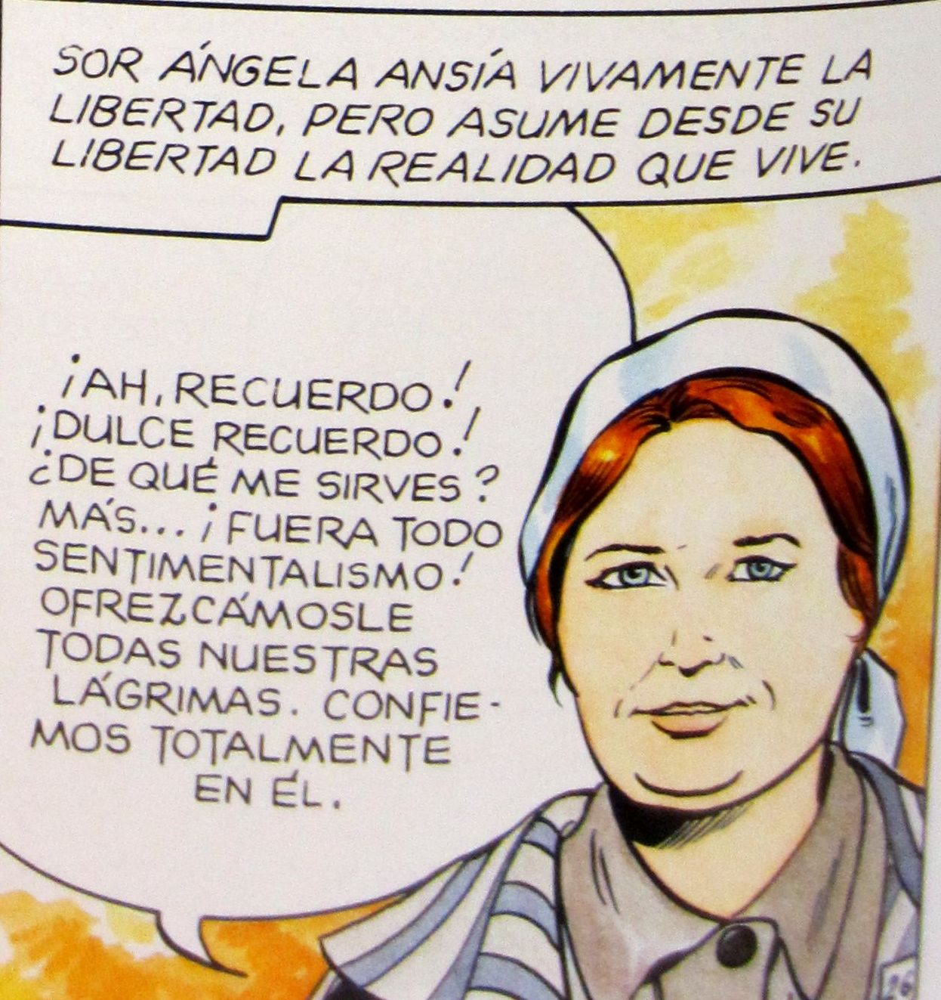 SOR ÁNGELA ANSÍA VIVAMENTE LA
LIBERTAD, PERO ASUME DESDE SU
LIBERTAD LA REALIDAD QUE VIVE.
¡AH, RECUERDO!
¡DULCE RECUERDO!
¿DE QUÉ ME SIRVES?
MÁS... ¡FUERA TODO
SENTIMENTALISMO!
OFREZCÁMOSLE
TODAS NUESTRAS
LÁGRIMAS. CONFIE-
MOS TOTALMENTE
EN ÉL.
26